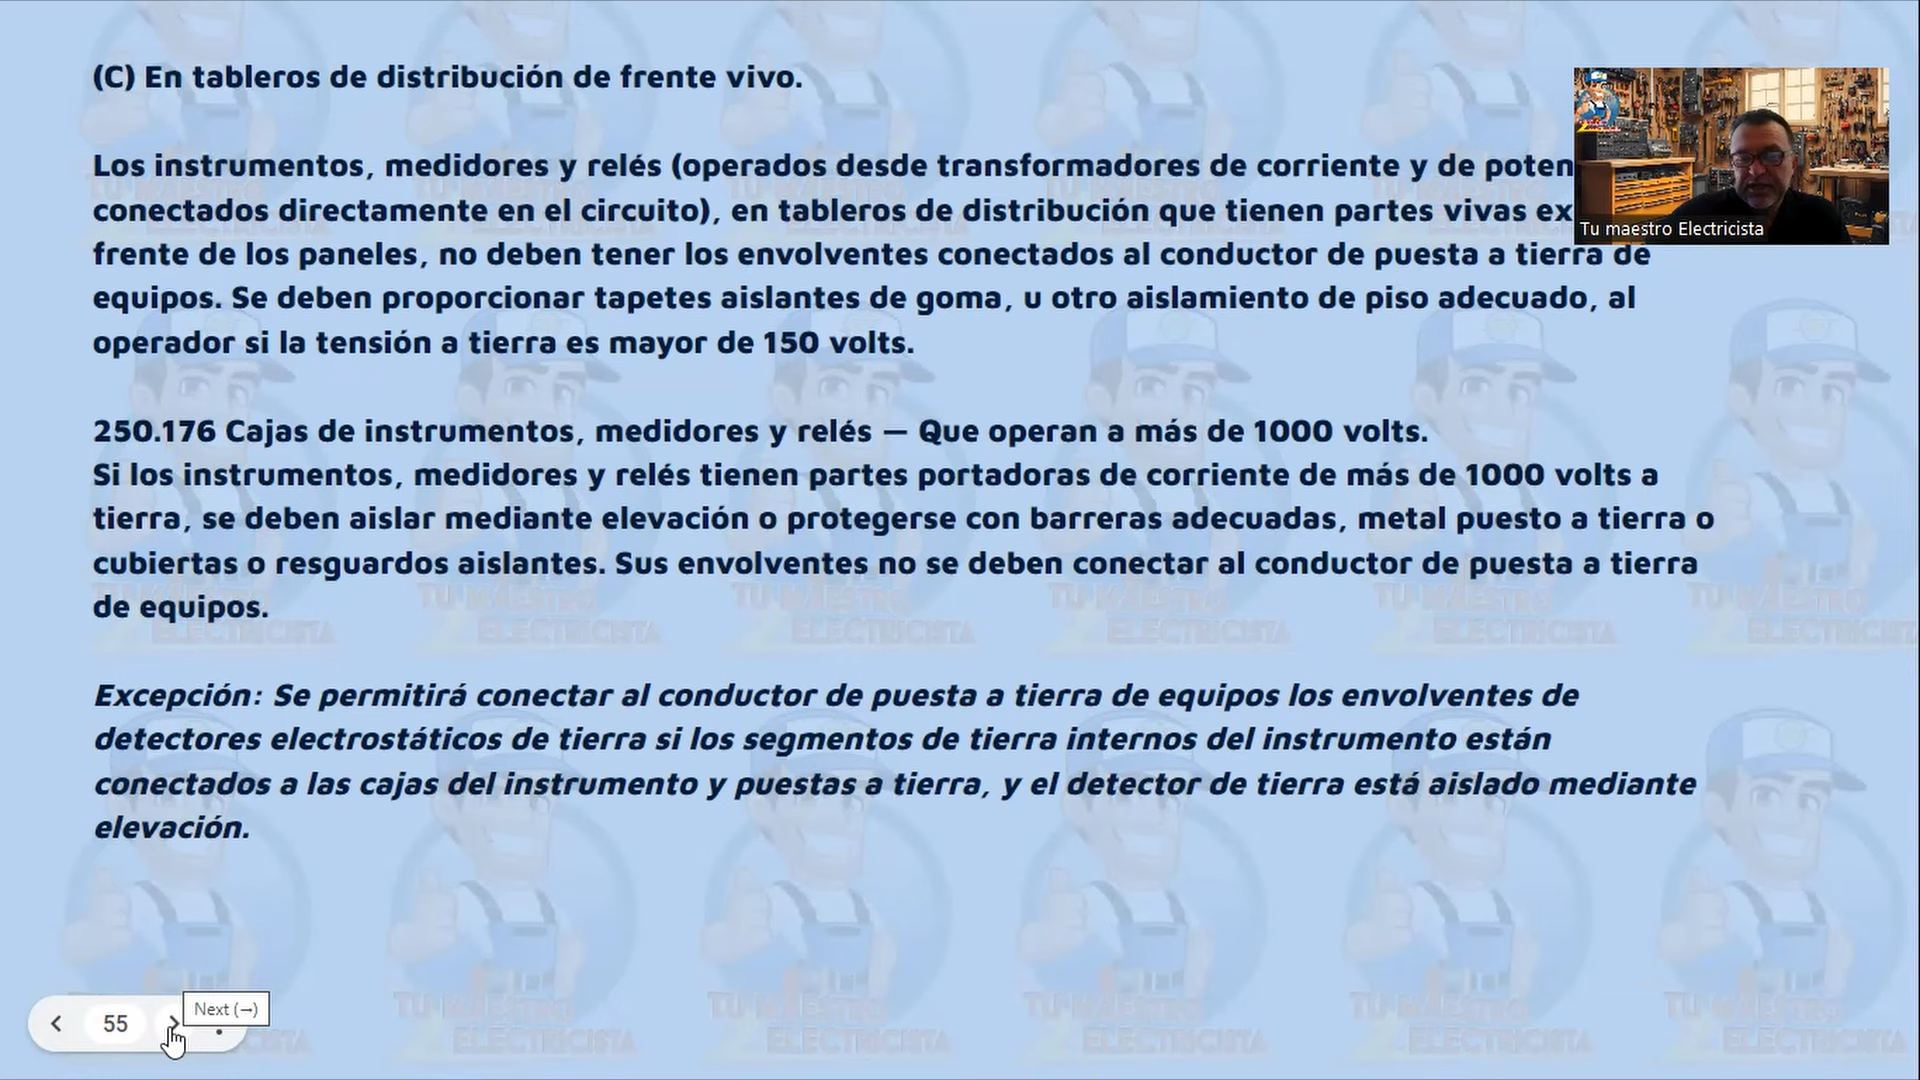 (C) En tableros de distribución de frente vivo.
Los instrumentos, medidores y relés (operados desde transformadores de corriente y de poten
conectados directamente en el circuito), en tableros de distribución que tienen partes vivas ex
frente de los paneles, no deben tener los envolventes conectados al conductor de puesta a tierra de
equipos. Se deben proporcionar tapetes aislantes de goma, u otro aislamiento de piso adecuado, al
operador si la tensión a tierra es mayor de 150 volts.
250.176 Cajas de instrumentos, medidores y relés — Que operan a más de 1000 volts.
Si los instrumentos, medidores y relés tienen partes portadoras de corriente de más de 1000 volts a
tierra, se deben aislar mediante elevación o protegerse con barreras adecuadas, metal puesto a tierra o
cubiertas o resguardos aislantes. Sus envolventes no se deben conectar al conductor de puesta a tierra
de equipos.
Excepción: Se permitirá conectar al conductor de puesta a tierra de equipos los envolventes de
detectores electrostáticos de tierra si los segmentos de tierra internos del instrumento están
conectados a las cajas del instrumento y puestas a tierra, y el detector de tierra está aislado mediante
elevación.
Tu maestro Electricista
TU MAESTRO
ELECTRICISTA
55
Next (→)